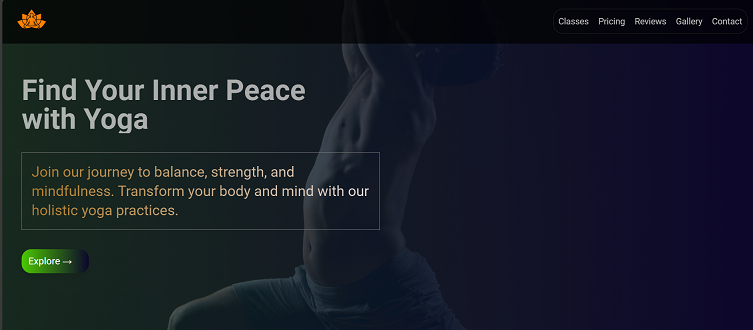 Classes Pricing Reviews Gallery Contact
Find Your Inner Peace
with Yoga
Join our journey to balance, strength, and
mindfulness. Transform your body and mind with our
holistic yoga practices.
Explore →